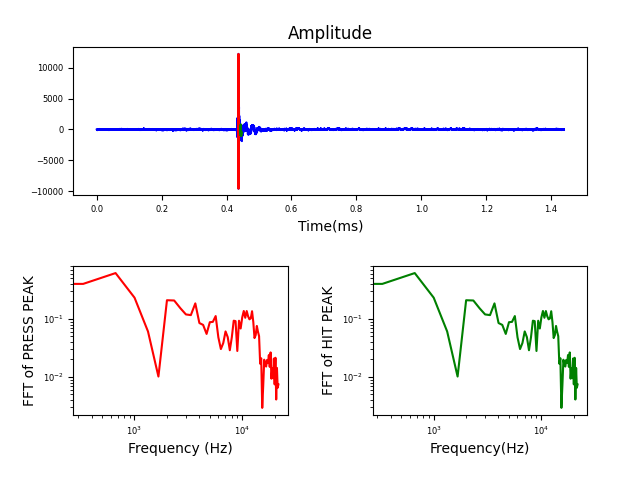 Amplitude
10000
5000
0
−5000
−10000
0.0 0.2 0.4 0.6 0.8 1.0 1.2 1.4
Time(ms)
FFT of PRESS PEAK
10⁻¹
10⁻²
10³ 10⁴
Frequency (Hz)
FFT of HIT PEAK
10⁻¹
10⁻²
10³ 10⁴
Frequency(Hz)